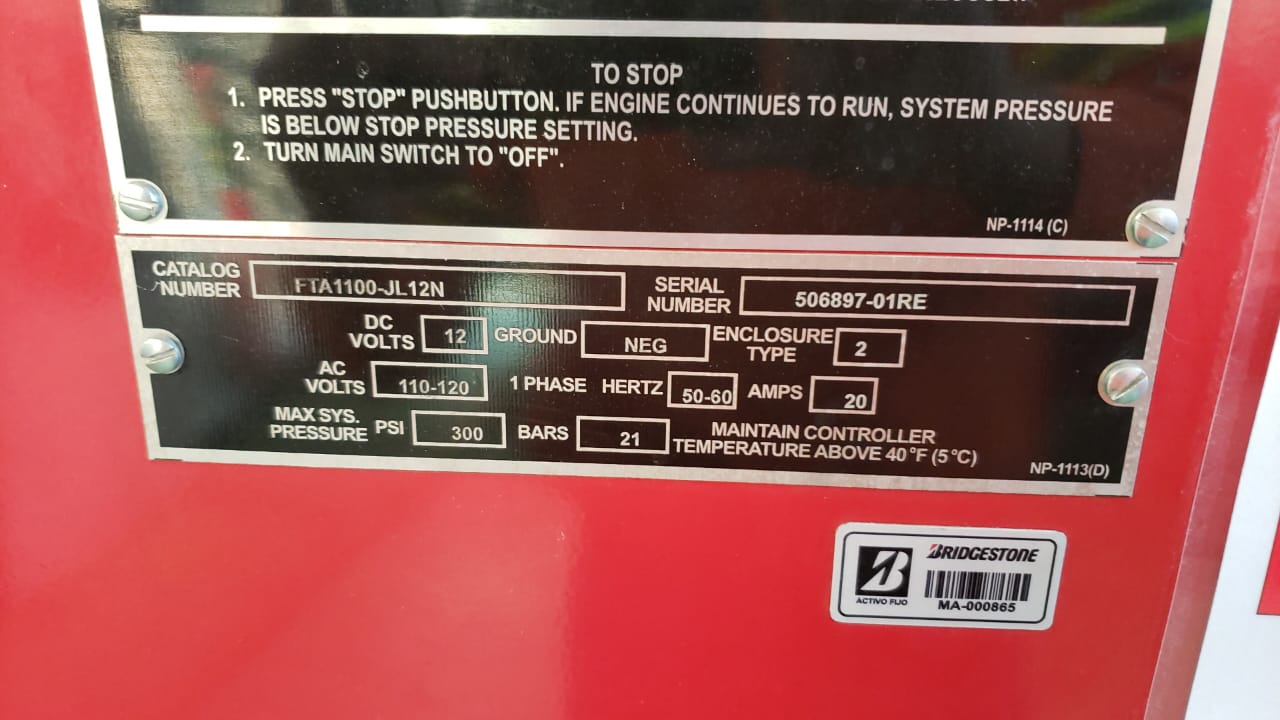 TO STOP
1. PRESS "STOP" PUSHBUTTON. IF ENGINE CONTINUES TO RUN, SYSTEM PRESSURE
IS BELOW STOP PRESSURE SETTING.
2. TURN MAIN SWITCH TO "OFF".
NP-1114 (C)
CATALOG NUMBER FTA1100-JL12N SERIAL NUMBER 506897-01RE
DC VOLTS 12 GROUND NEG ENCLOSURE TYPE 2
AC VOLTS 110-120 1 PHASE HERTZ 50-60 AMPS 20
MAX SYS. PRESSURE PSI 300 BARS 21 MAINTAIN CONTROLLER
TEMPERATURE ABOVE 40°F (5°C)
NP-1113(D)
BRIDGESTONE
ACTIVO FIJO
MA-000865